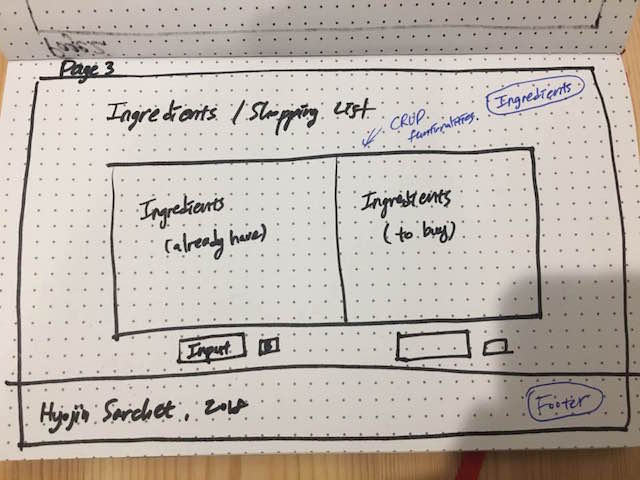 Page 3
Ingredients / Shopping List
Ingredients
CRUD
functionalities.
Ingredients
(already have)
Ingredients
(to buy)
Input
Hyojin Sarchet. 2018
Footer